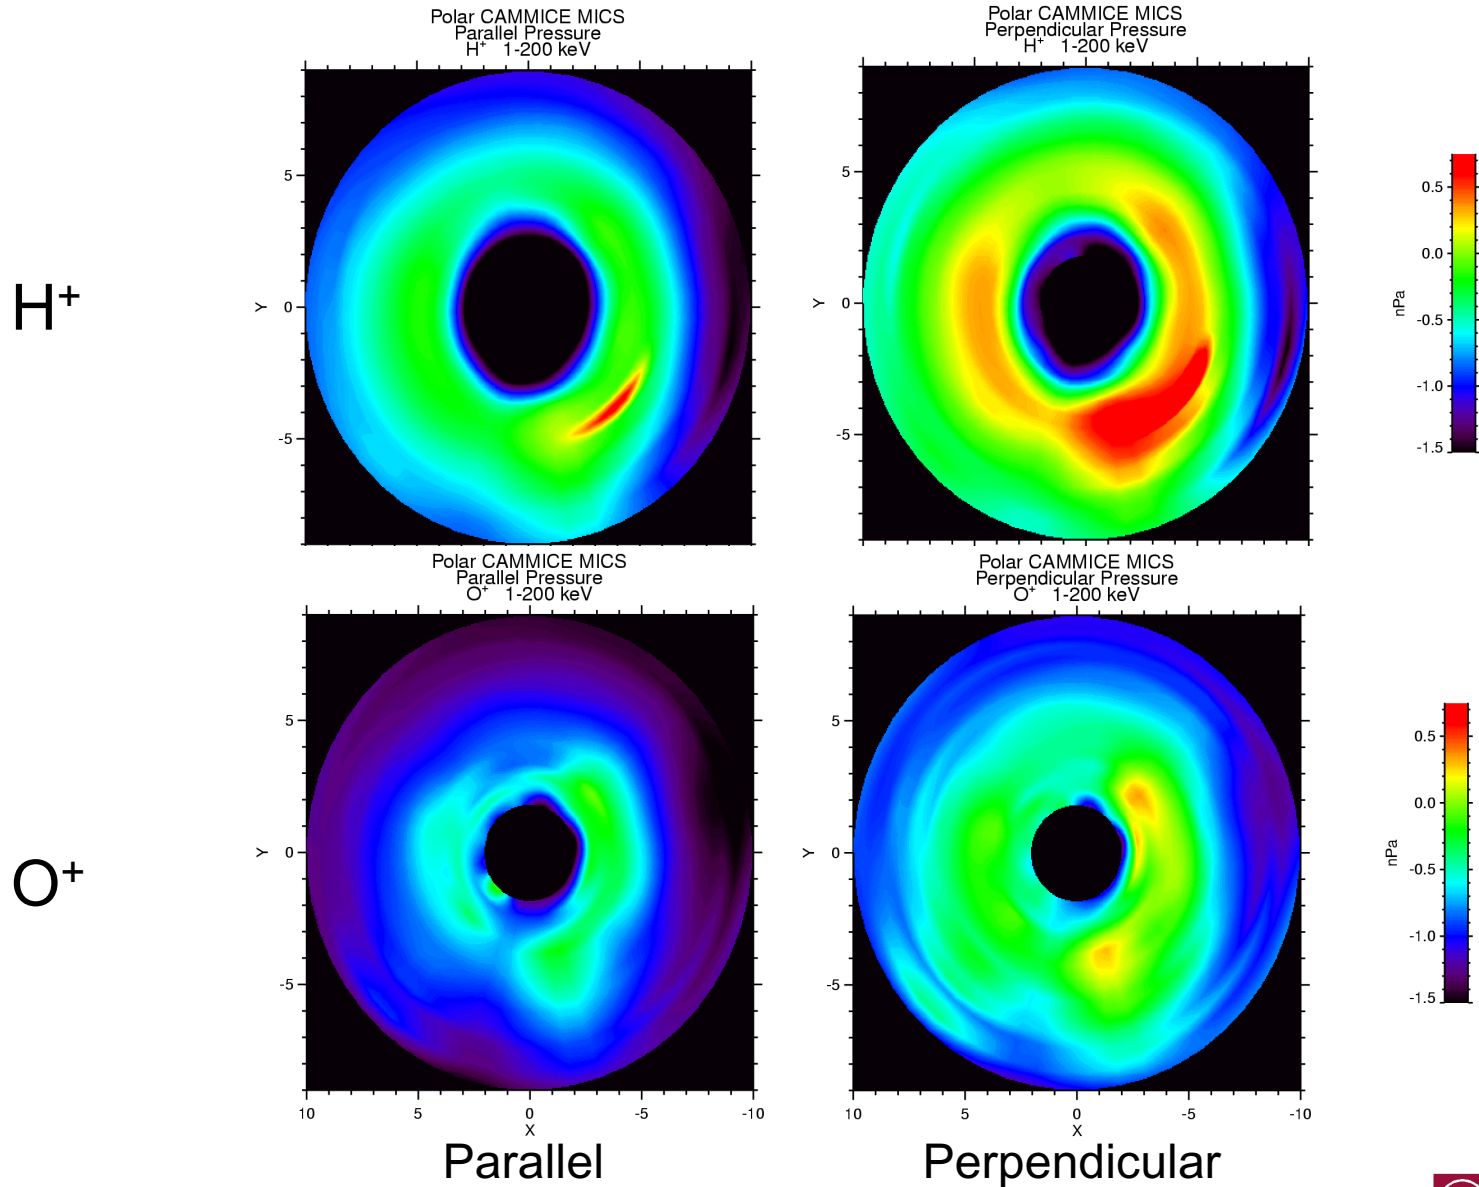 Polar CAMMICE MICS
Parallel Pressure
H⁺ 1-200 keV
Polar CAMMICE MICS
Perpendicular Pressure
H⁺ 1-200 keV
5
Y 0
-5
5
Y 0
-5
0.5
0.0
-0.5
-1.0
-1.5
nPa
H⁺
Polar CAMMICE MICS
Parallel Pressure
O⁺ 1-200 keV
Polar CAMMICE MICS
Perpendicular Pressure
O⁺ 1-200 keV
5
Y 0
-5
5
Y 0
-5
0.5
0.0
-0.5
-1.0
-1.5
nPa
O⁺
10 5 0 -5 -10
X
10 5 0 -5 -10
X
Parallel
Perpendicular